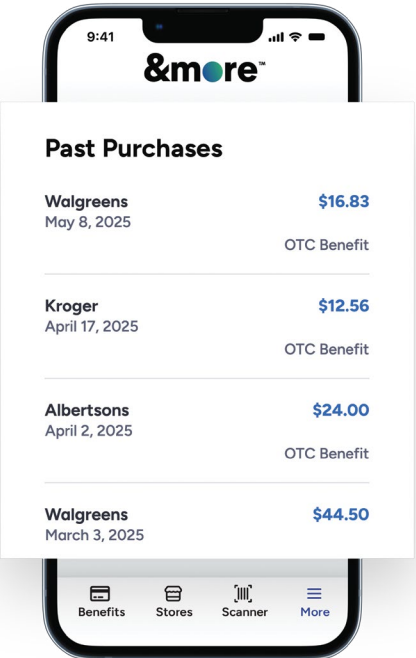 9:41
&more™
Past Purchases
Walgreens $16.83
May 8, 2025
OTC Benefit
Kroger $12.56
April 17, 2025
OTC Benefit
Albertsons $24.00
April 2, 2025
OTC Benefit
Walgreens $44.50
March 3, 2025
Benefits Stores Scanner More